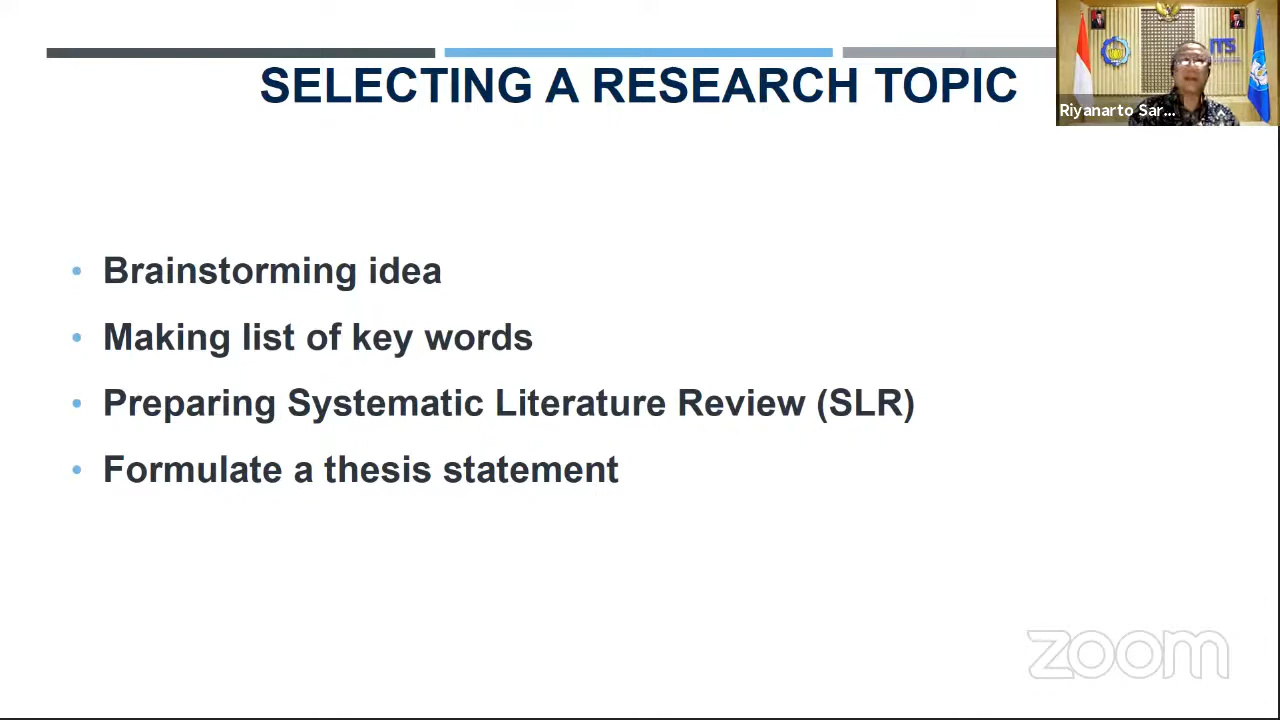 SELECTING A RESEARCH TOPIC
ITS
Riyanarto Sar...
• Brainstorming idea
• Making list of key words
• Preparing Systematic Literature Review (SLR)
• Formulate a thesis statement
zoom